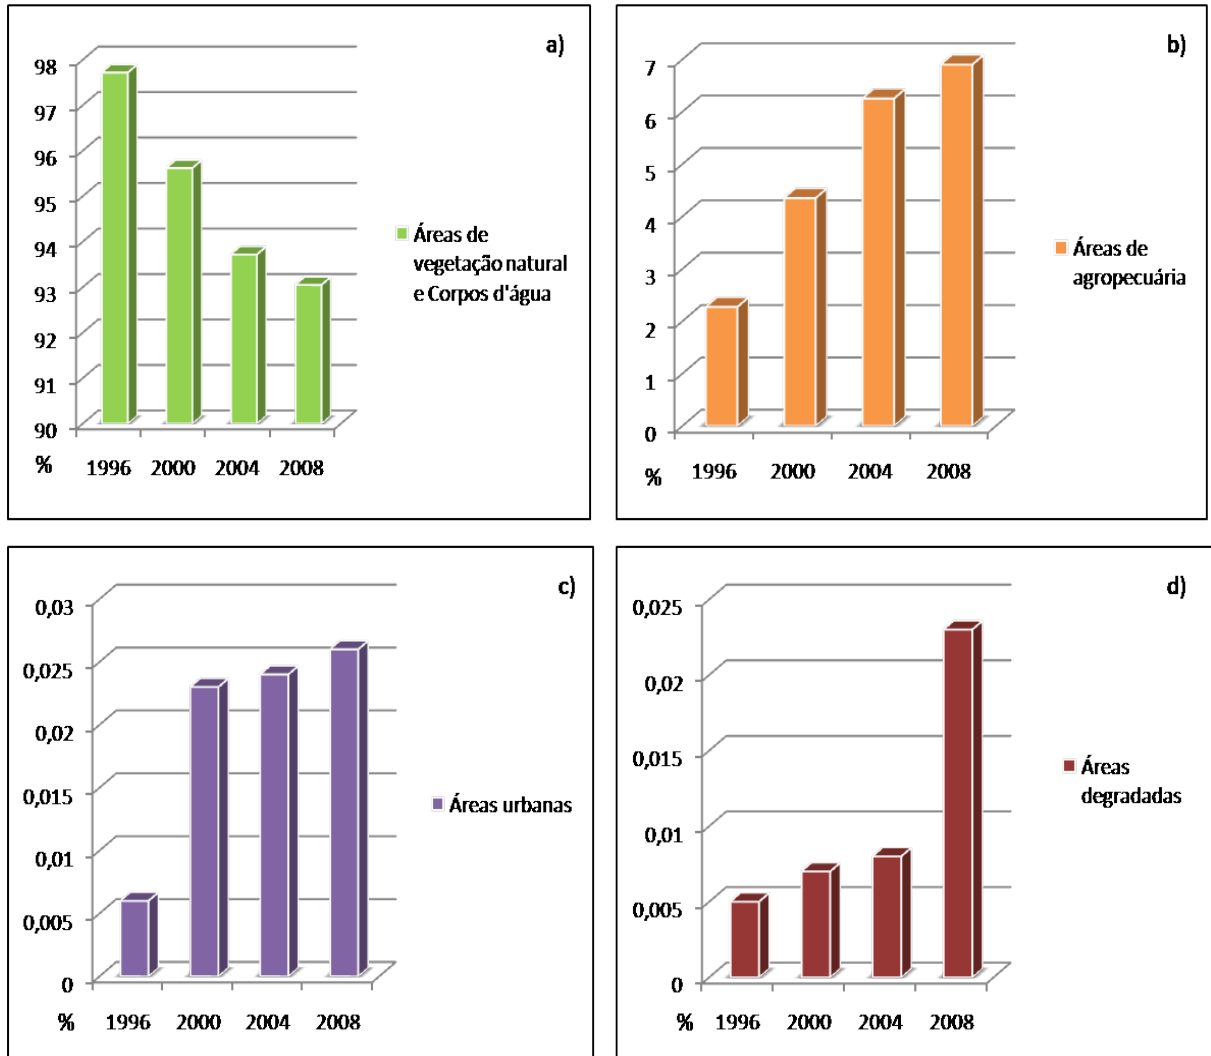 a)
98
97
96
95
94
93
92
91
90
%
1996 2000 2004 2008
Áreas de
vegetação natural
e Corpos d'água
b)
7
6
5
4
3
2
1
0
%
1996 2000 2004 2008
Áreas de
agropecuária
c)
0,03
0,025
0,02
0,015
0,01
0,005
0
%
1996 2000 2004 2008
Áreas urbanas
d)
0,025
0,02
0,015
0,01
0,005
0
%
1996 2000 2004 2008
Áreas
degradadas